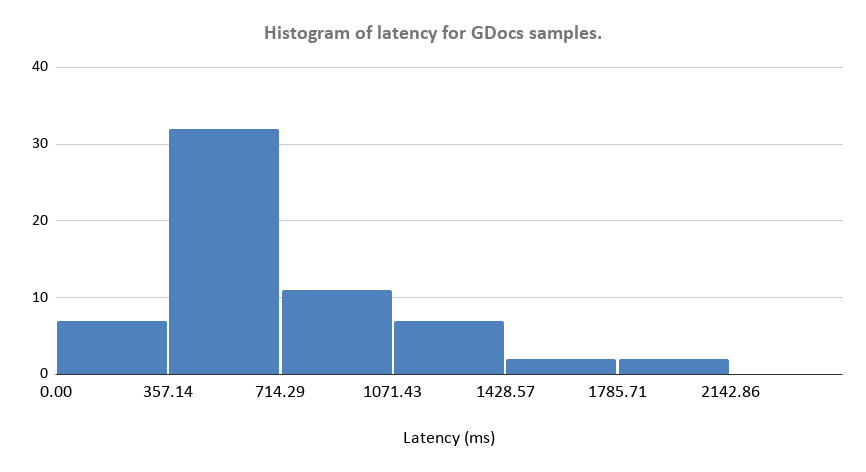 Histogram of latency for GDocs samples.
40
30
20
10
0
0.00 357.14 714.29 1071.43 1428.57 1785.71 2142.86
Latency (ms)